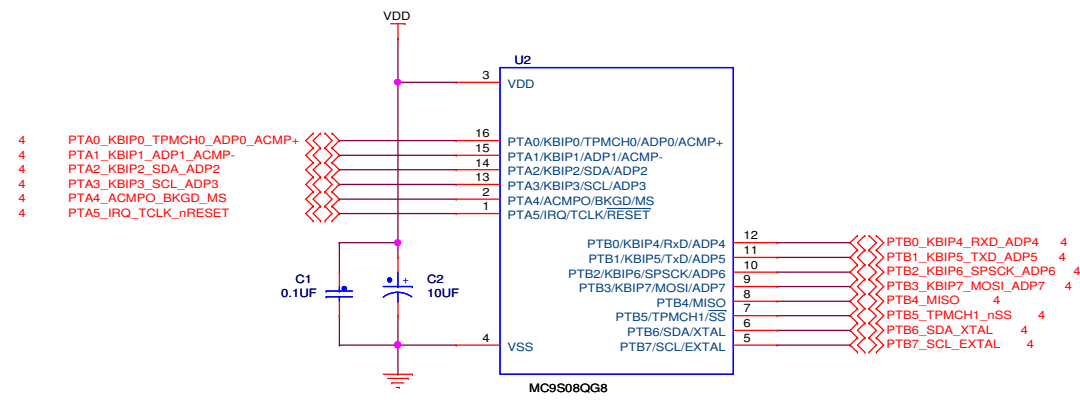 VDD
U2
3
VDD
4 PTA0_KBIP0_TPMCH0_ADP0_ACMP+ 16 PTA0/KBIP0/TPMCH0/ADP0/ACMP+
4 PTA1_KBIP1_ADP1_ACMP- 15 PTA1/KBIP1/ADP1/ACMP-
4 PTA2_KBIP2_SDA_ADP2 14 PTA2/KBIP2/SDA/ADP2
4 PTA3_KBIP3_SCL_ADP3 13 PTA3/KBIP3/SCL/ADP3
4 PTA4_ACMPO_BKGD_MS 2 PTA4/ACMPO/BKGD/MS
4 PTA5_IRQ_TCLK_nRESET 1 PTA5/IRQ/TCLK/RESET
PTB0/KBIP4/RxD/ADP4 12 PTB0_KBIP4_RXD_ADP4 4
PTB1/KBIP5/TxD/ADP5 11 PTB1_KBIP5_TXD_ADP5 4
PTB2/KBIP6/SPSCK/ADP6 10 PTB2_KBIP6_SPSCK_ADP6 4
PTB3/KBIP7/MOSI/ADP7 9 PTB3_KBIP7_MOSI_ADP7 4
PTB4/MISO 8 PTB4_MISO 4
PTB5/TPMCH1/SS 7 PTB5_TPMCH1_nSS 4
PTB6/SDA/XTAL 6 PTB6_SDA_XTAL 4
PTB7/SCL/EXTAL 5 PTB7_SCL_EXTAL 4
C1
0.1UF
+
C2
10UF
4
VSS
MC9S08QG8